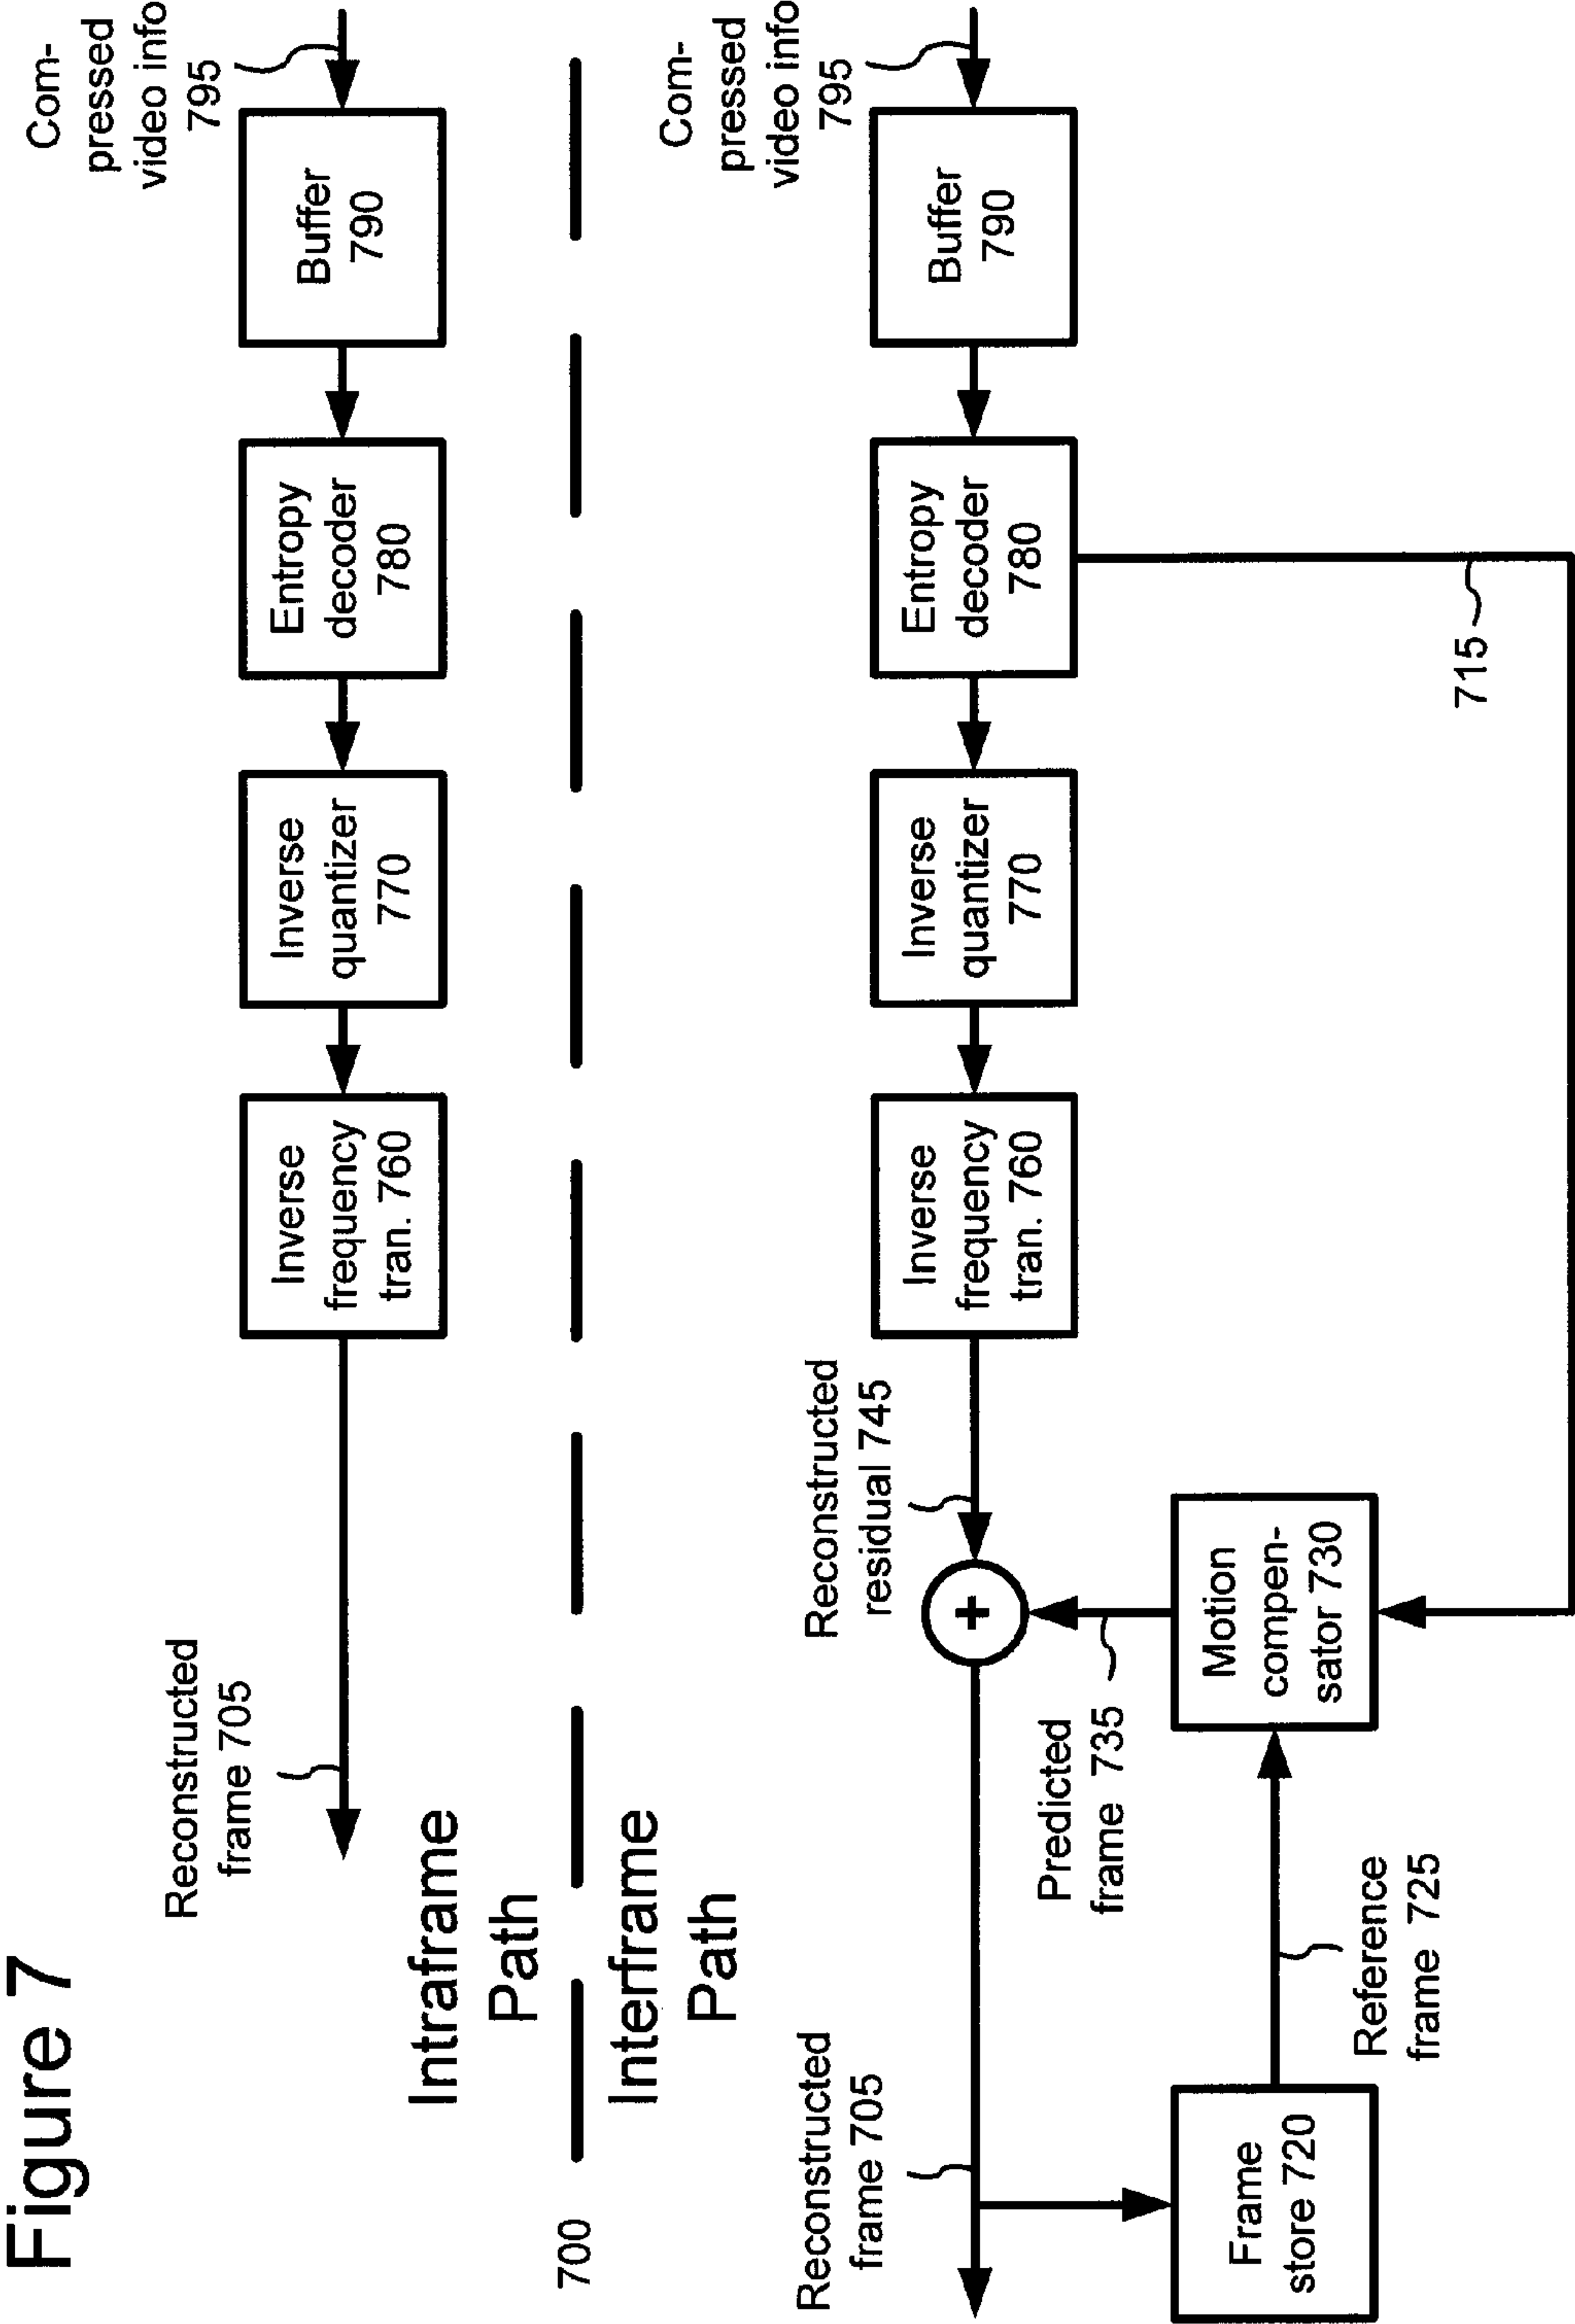 Figure 7
Reconstructed
frame 705
Inverse
frequency
tran. 760
Inverse
quantizer
770
Entropy
decoder
780
Buffer
790
Com-
pressed
video info
795
Intraframe
Path
700
Interframe
Path
Reconstructed
frame 705
Reconstructed
residual 745
+
Inverse
frequency
tran. 760
Inverse
quantizer
770
Entropy
decoder
780
Buffer
790
Com-
pressed
video info
795
Predicted
frame 735
Frame
store 720
Reference
frame 725
Motion
compen-
sator 730
715